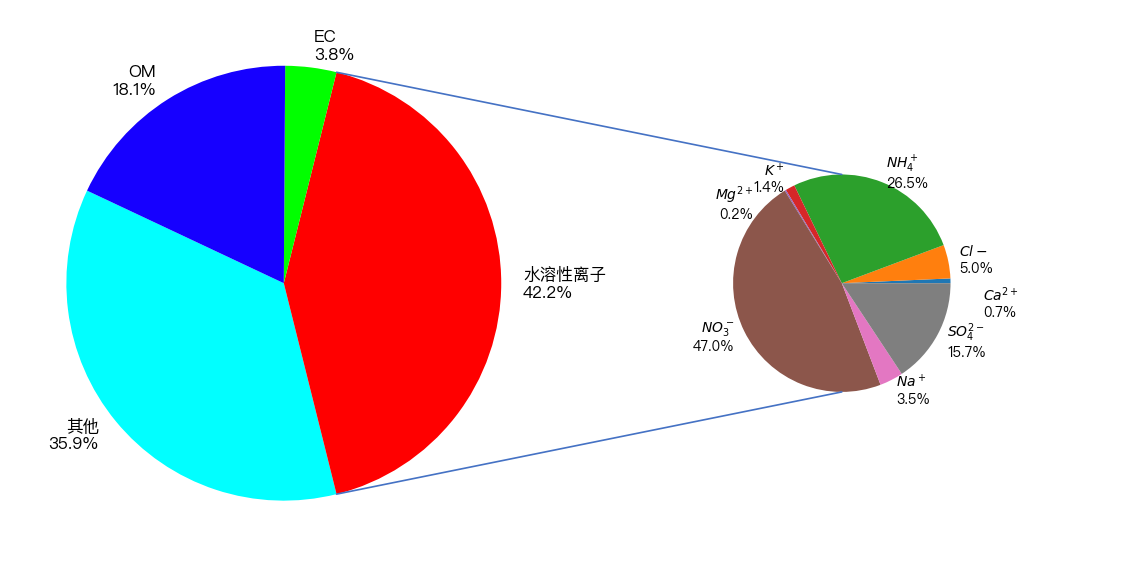 EC
3.8%
OM
18.1%
水溶性离子
42.2%
其他
35.9%
NH₄⁺
26.5%
K⁺
1.4%
Mg²⁺
0.2%
Cl −
5.0%
Ca²⁺
0.7%
SO₄²⁻
15.7%
NO₃⁻
47.0%
Na⁺
3.5%